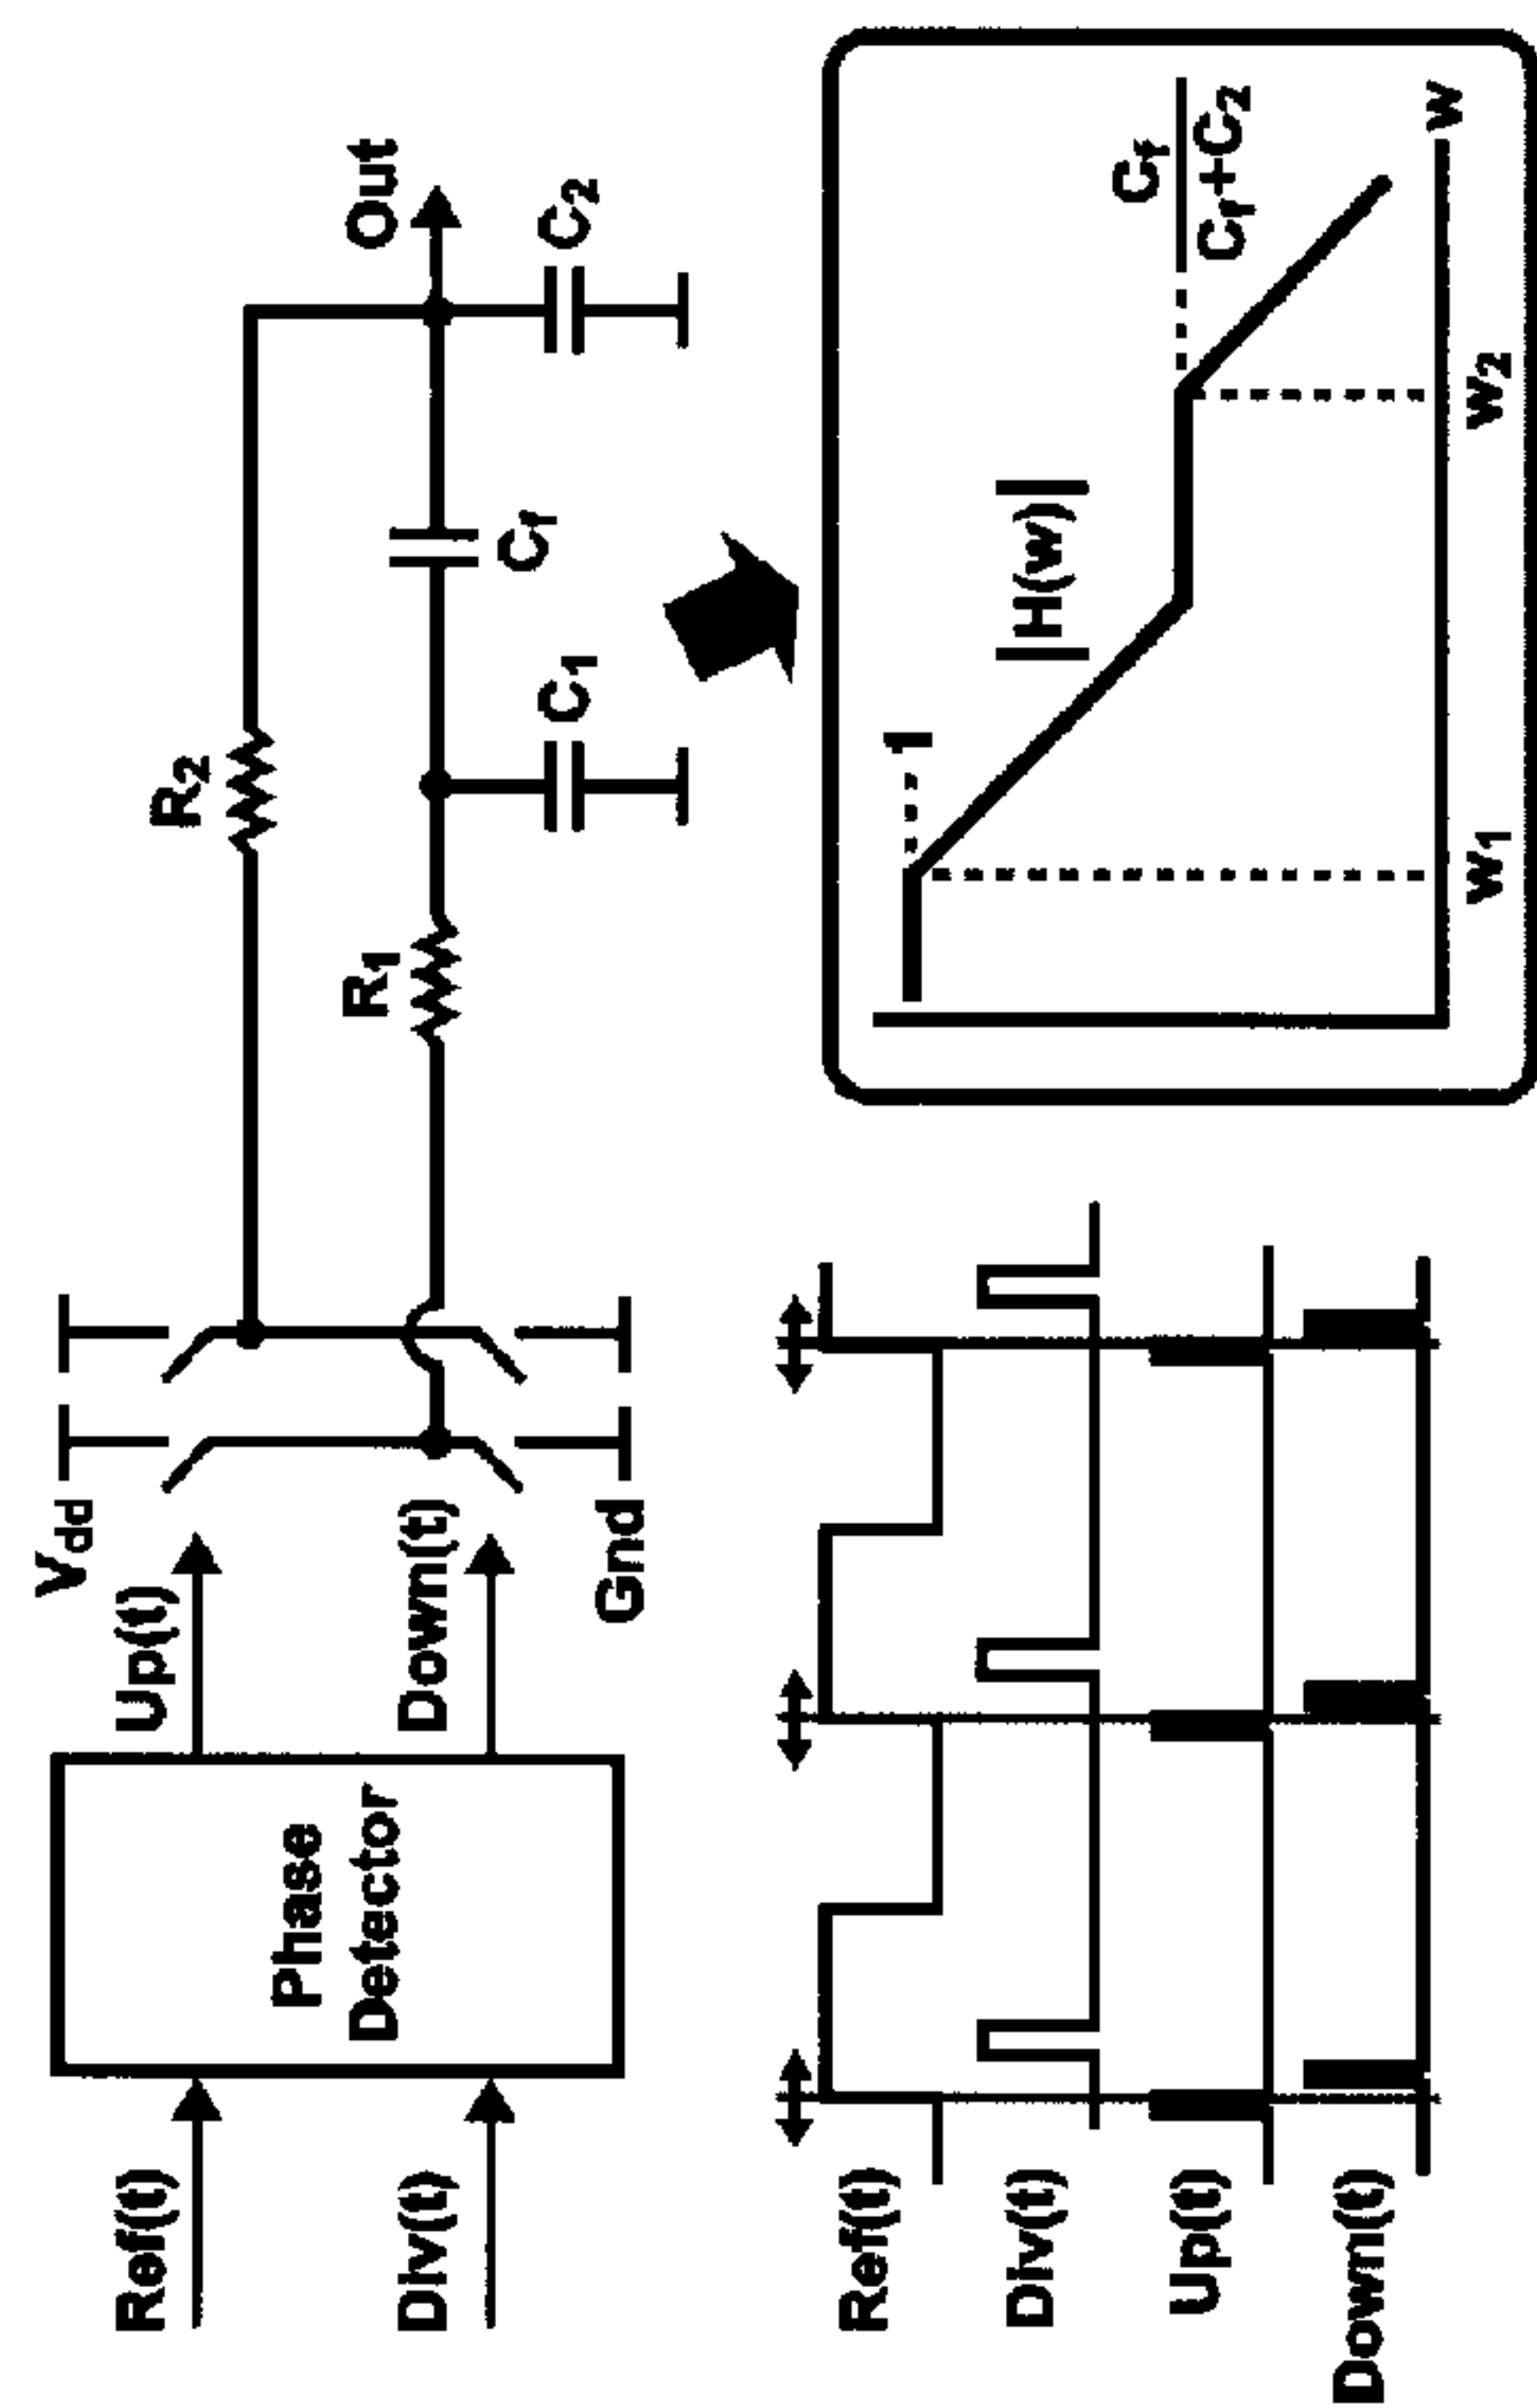 Vdd
Up(t)
Ref(t)
Phase
Detector
Div(t)
Down(t)
Gnd
R2
R1
C1
Cf
C2
Out
Ref(t)
Div(t)
Up(t)
Down(t)
1
|H(w)|
Cf
Cf+C2
w1
w2
w